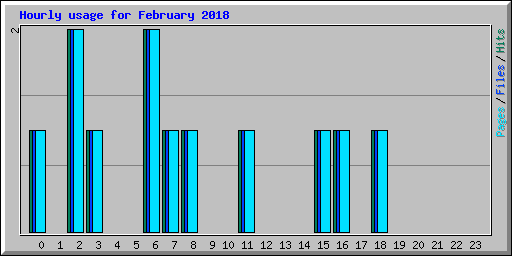 Hourly usage for February 2018
2
Pages/Files/Hits
0 1 2 3 4 5 6 7 8 9 10 11 12 13 14 15 16 17 18 19 20 21 22 23